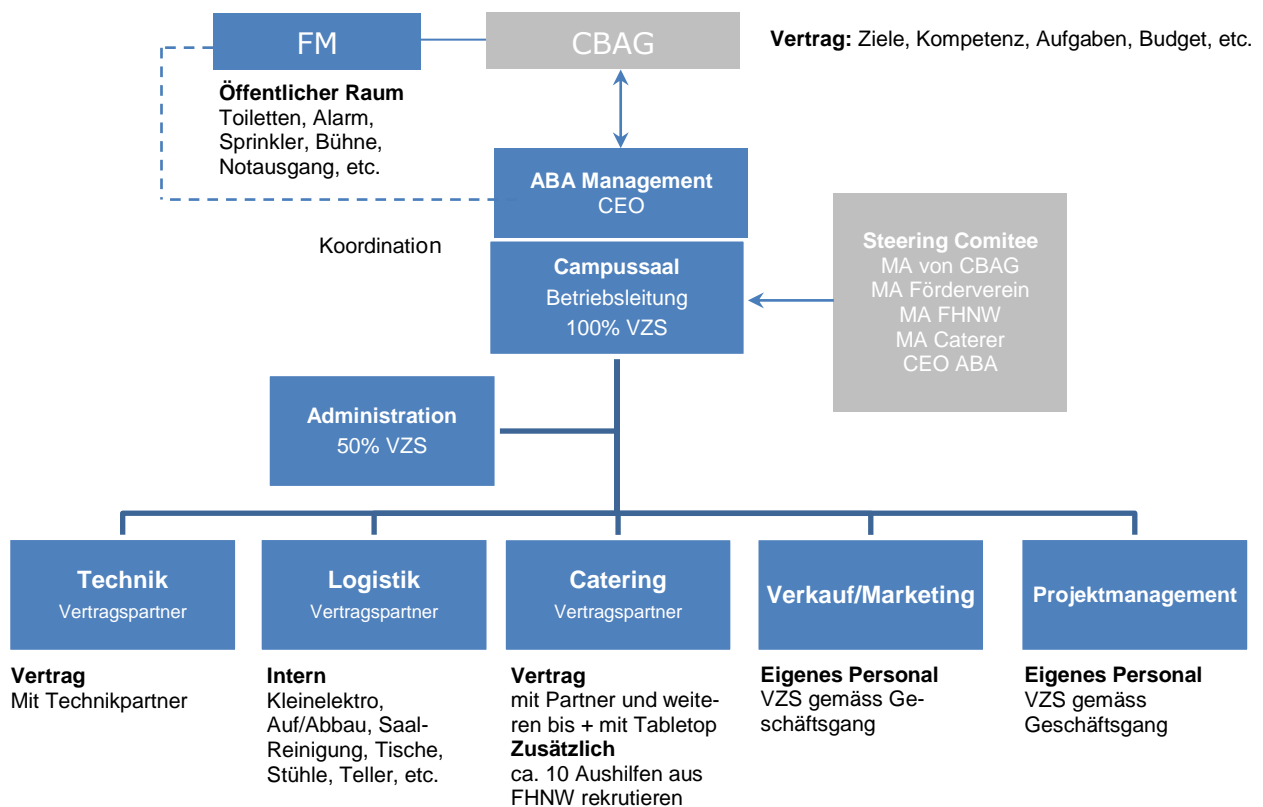 FM
CBAG
Vertrag: Ziele, Kompetenz, Aufgaben, Budget, etc.
Öffentlicher Raum
Toiletten, Alarm,
Sprinkler, Bühne,
Notausgang, etc.
ABA Management
CEO
Koordination
Campussaal
Betriebsleitung
100% VZS
Steering Comitee
MA von CBAG
MA Förderverein
MA FHNW
MA Caterer
CEO ABA
Administration
50% VZS
Technik
Vertragspartner
Logistik
Vertragspartner
Catering
Vertragspartner
Verkauf/Marketing
Projektmanagement
Vertrag
Mit Technikpartner
Intern
Kleinelektro,
Auf/Abbau, Saal-
Reinigung, Tische,
Stühle, Teller, etc.
Vertrag
mit Partner und weite-
ren bis + mit Tabletop
Zusätzlich
ca. 10 Aushilfen aus
FHNW rekrutieren
Eigenes Personal
VZS gemäss Ge-
schäftsgang
Eigenes Personal
VZS gemäss
Geschäftsgang